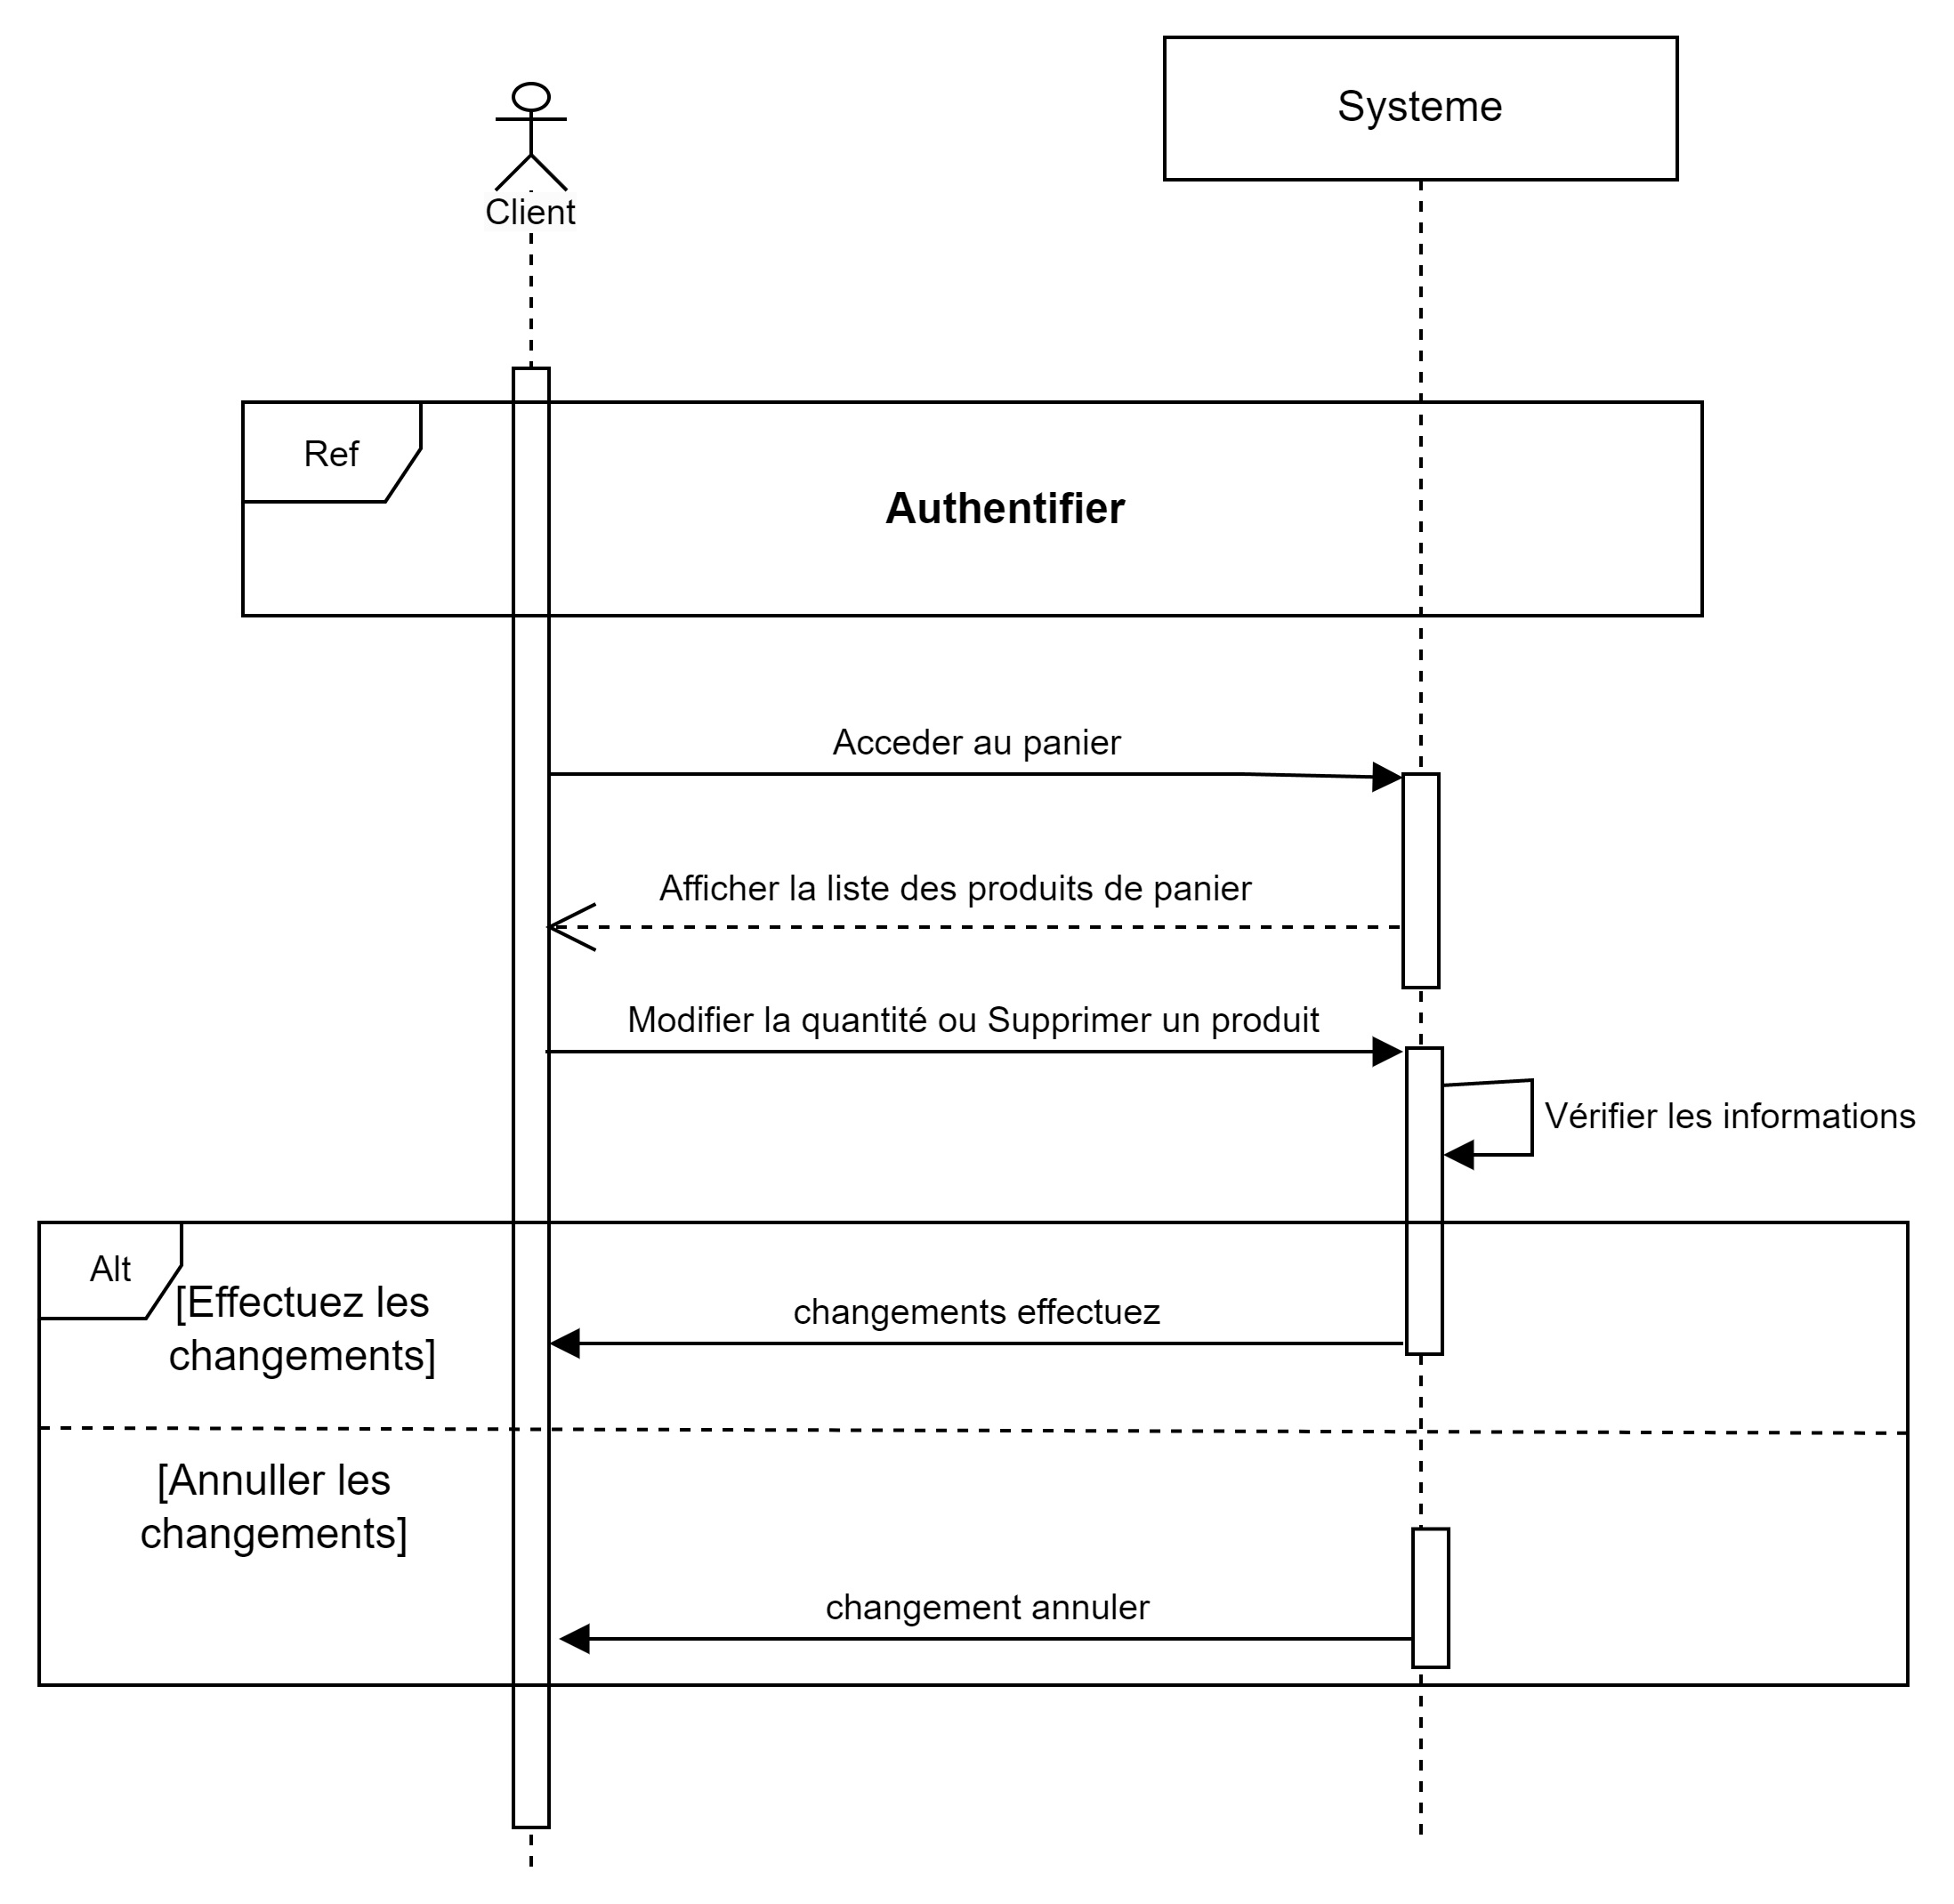 Systeme
Client
Ref
Authentifier
Acceder au panier
Afficher la liste des produits de panier
Modifier la quantité ou Supprimer un produit
Vérifier les informations
Alt
[Effectuez les
changements]
changements effectuez
[Annuller les
changements]
changement annuler